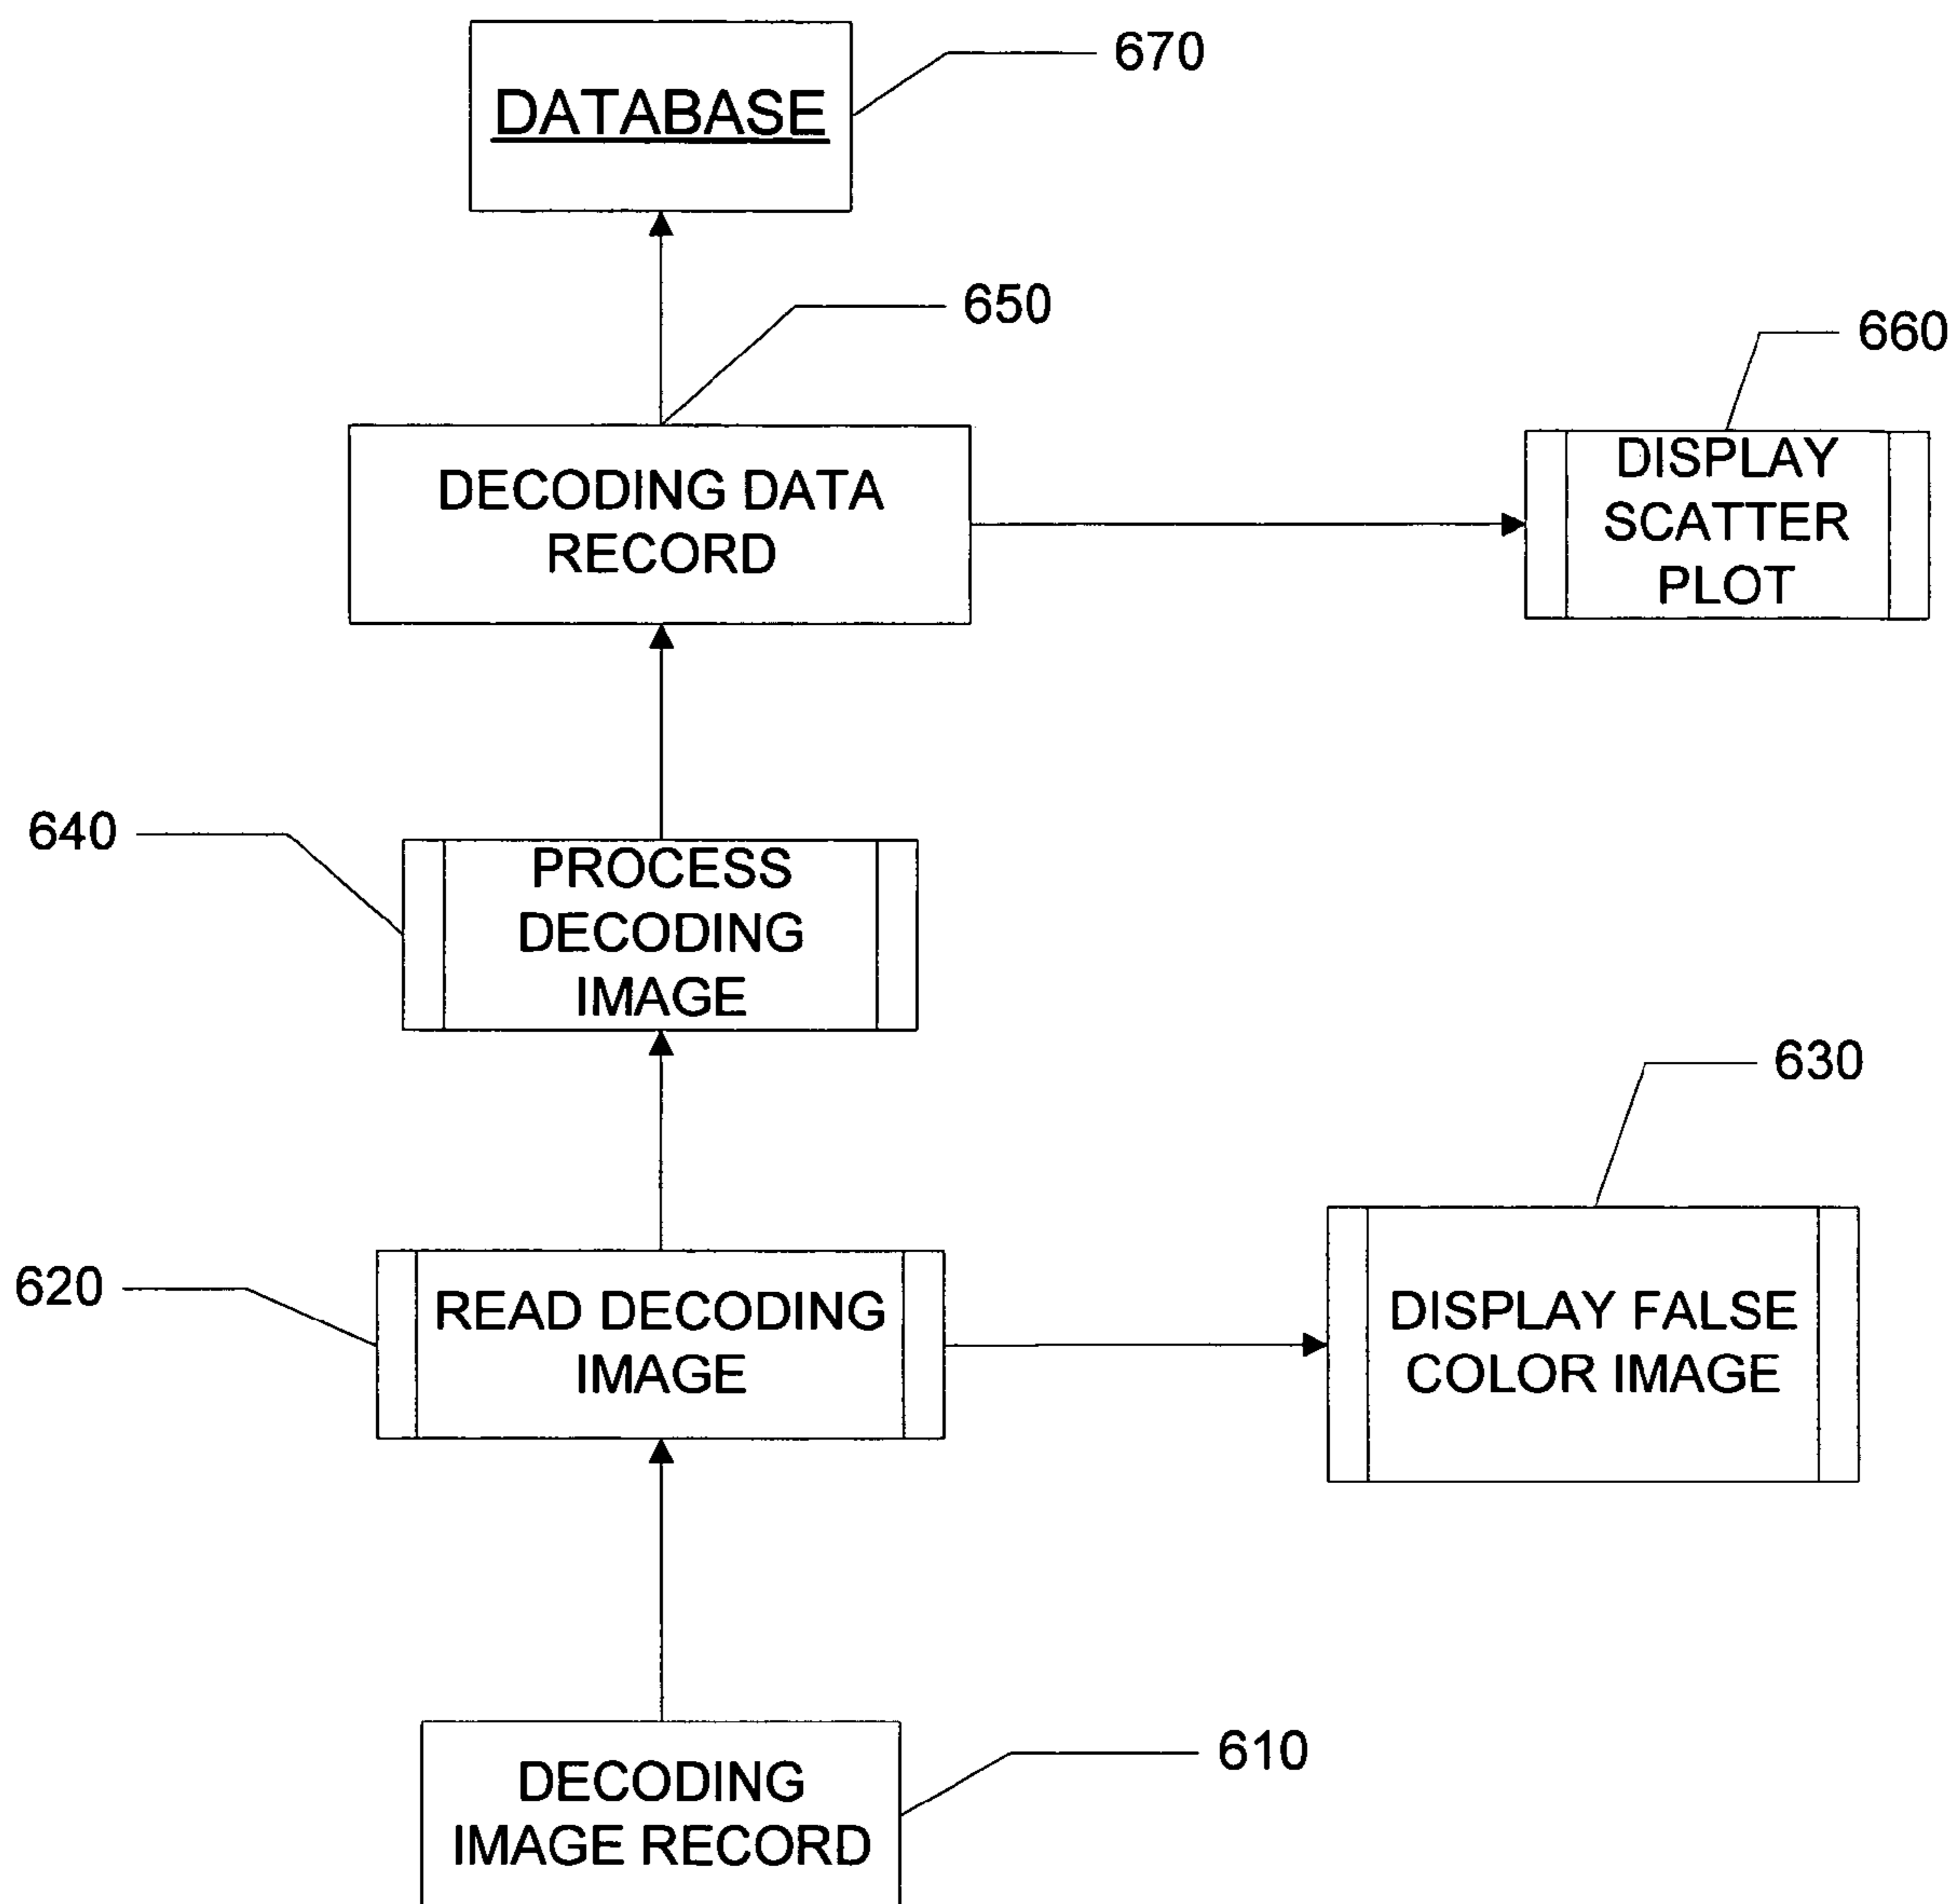 DATABASE
670
650
660
DECODING DATA
RECORD
DISPLAY
SCATTER
PLOT
640
PROCESS
DECODING
IMAGE
630
620
READ DECODING
IMAGE
DISPLAY FALSE
COLOR IMAGE
610
DECODING
IMAGE RECORD